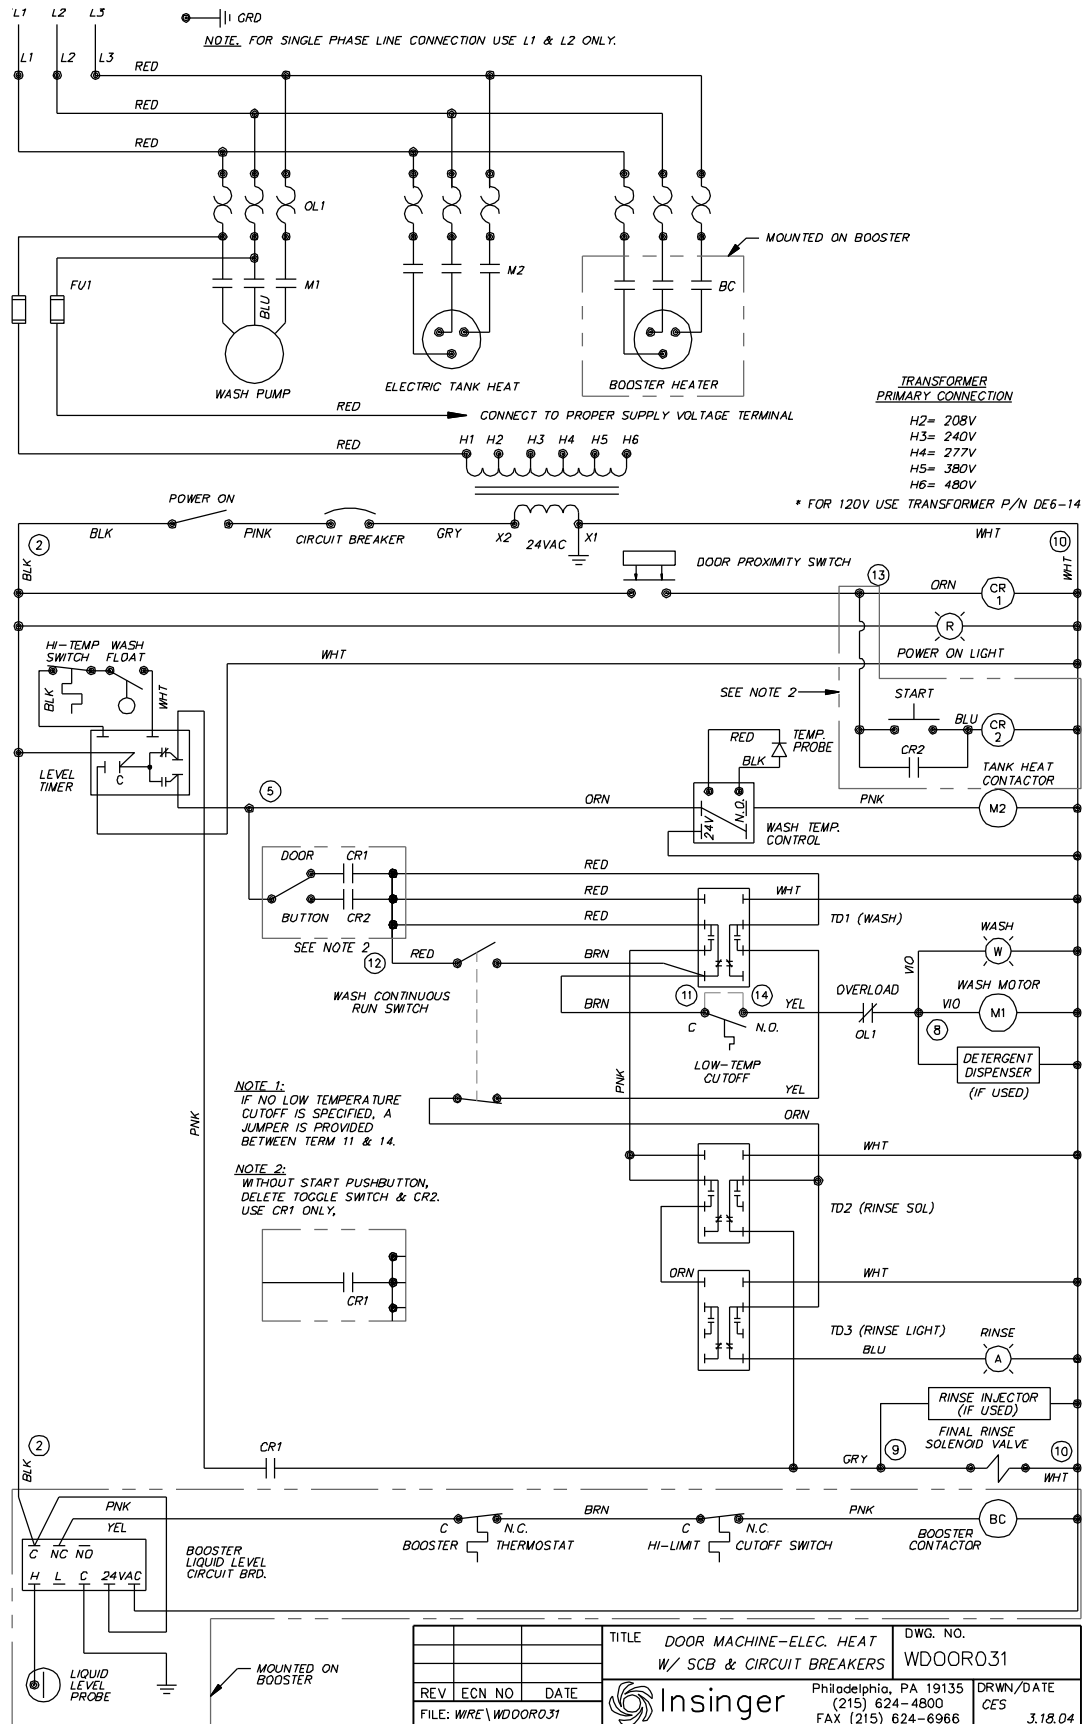 L1 L2 L3
GRD
NOTE. FOR SINGLE PHASE LINE CONNECTION USE L1 & L2 ONLY.
L1 L2 L3
RED
RED
RED
OL1
MOUNTED ON BOOSTER
M2
FU1
BLU
M1
BC
WASH PUMP
ELECTRIC TANK HEAT
BOOSTER HEATER
TRANSFORMER
PRIMARY CONNECTION
RED
CONNECT TO PROPER SUPPLY VOLTAGE TERMINAL
H2= 208V
H3= 240V
H4= 277V
H5= 380V
H6= 480V
RED
H1 H2 H3 H4 H5 H6
* FOR 120V USE TRANSFORMER P/N DE6-14
POWER ON
BLK
PINK
CIRCUIT BREAKER
GRY
X2
24VAC
X1
WHT
2
10
BLK
WHT
DOOR PROXIMITY SWITCH
13
ORN
CR
1
R
POWER ON LIGHT
HI-TEMP
SWITCH
WASH
FLOAT
WHT
BLK
WHT
SEE NOTE 2
START
BLU
CR
2
CR2
RED
TEMP.
PROBE
BLK
TANK HEAT
CONTACTOR
LEVEL
TIMER
C
5
ORN
24V
N.O.
PNK
M2
WASH TEMP.
CONTROL
DOOR
CR1
RED
RED
WHT
BUTTON
CR2
RED
TD1 (WASH)
SEE NOTE 2
12
RED
BRN
WASH
W
VIO
WASH CONTINUOUS
RUN SWITCH
BRN
11
14
YEL
OVERLOAD
WASH MOTOR
VIO
M1
C
N.O.
OL1
8
LOW-TEMP
CUTOFF
DETERGENT
DISPENSER
(IF USED)
PNK
YEL
ORN
NOTE 1:
IF NO LOW TEMPERATURE
CUTOFF IS SPECIFIED, A
JUMPER IS PROVIDED
BETWEEN TERM 11 & 14.
PNK
WHT
NOTE 2:
WITHOUT START PUSHBUTTON,
DELETE TOGGLE SWITCH & CR2.
USE CR1 ONLY,
TD2 (RINSE SOL)
CR1
ORN
WHT
TD3 (RINSE LIGHT)
RINSE
BLU
A
RINSE INJECTOR
(IF USED)
FINAL RINSE
SOLENOID VALVE
2
CR1
GRY
9
10
BLK
WHT
PNK
YEL
BRN
PNK
BC
C NC NO
C
N.C.
C
N.C.
BOOSTER THERMOSTAT
HI-LIMIT CUTOFF SWITCH
BOOSTER
CONTACTOR
H L C 24VAC
BOOSTER
LIQUID LEVEL
CIRCUIT BRD.
LIQUID
LEVEL
PROBE
MOUNTED ON
BOOSTER
TITLE DOOR MACHINE-ELEC. HEAT
W/ SCB & CIRCUIT BREAKERS
DWG. NO.
WDOOR031
REV ECN NO DATE
FILE: WIRE\WDOOR031
Insinger
Philadelphia, PA 19135
(215) 624-4800
FAX (215) 624-6966
DRWN/DATE
CES
3.18.04